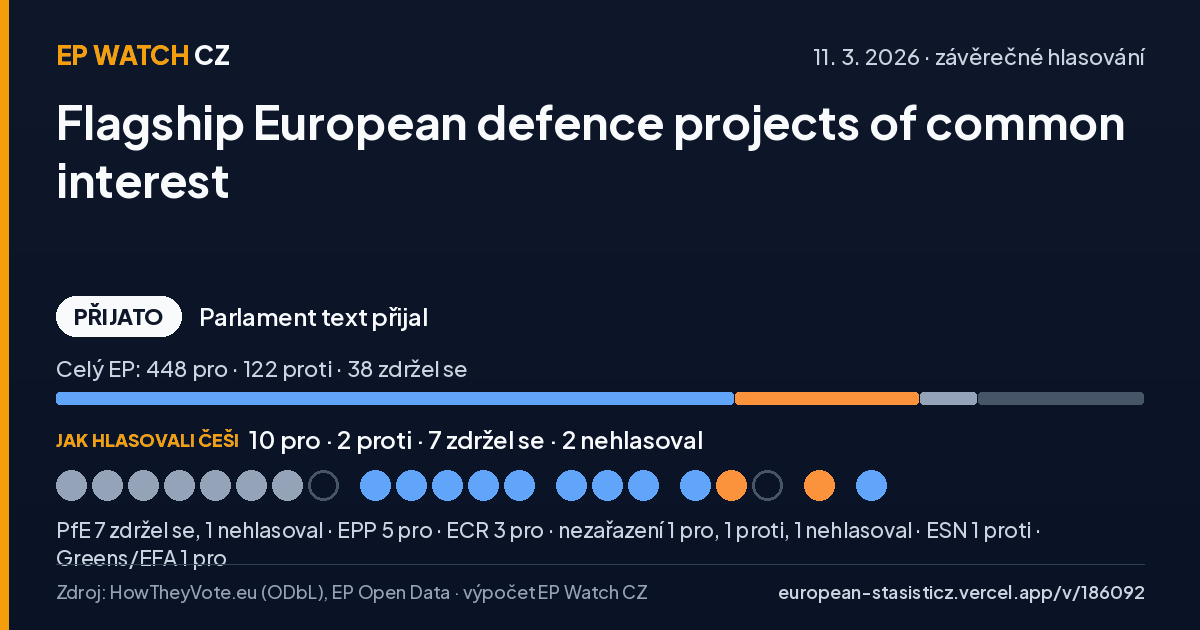 EP WATCH CZ
11. 3. 2026 · závěrečné hlasování
Flagship European defence projects of common
interest
PŘIJATO
Parlament text přijal
Celý EP: 448 pro · 122 proti · 38 zdržel se
JAK HLASOVALI ČEŠI 10 pro · 2 proti · 7 zdržel se · 2 nehlasoval
PfE 7 zdržel se, 1 nehlasoval · EPP 5 pro · ECR 3 pro · nezařazení 1 pro, 1 proti, 1 nehlasoval · ESN 1 proti ·
Greens/EFA 1 pro
Zdroj: HowTheyVote.eu (ODbL), EP Open Data · výpočet EP Watch CZ
european-stasisticz.vercel.app/v/186092